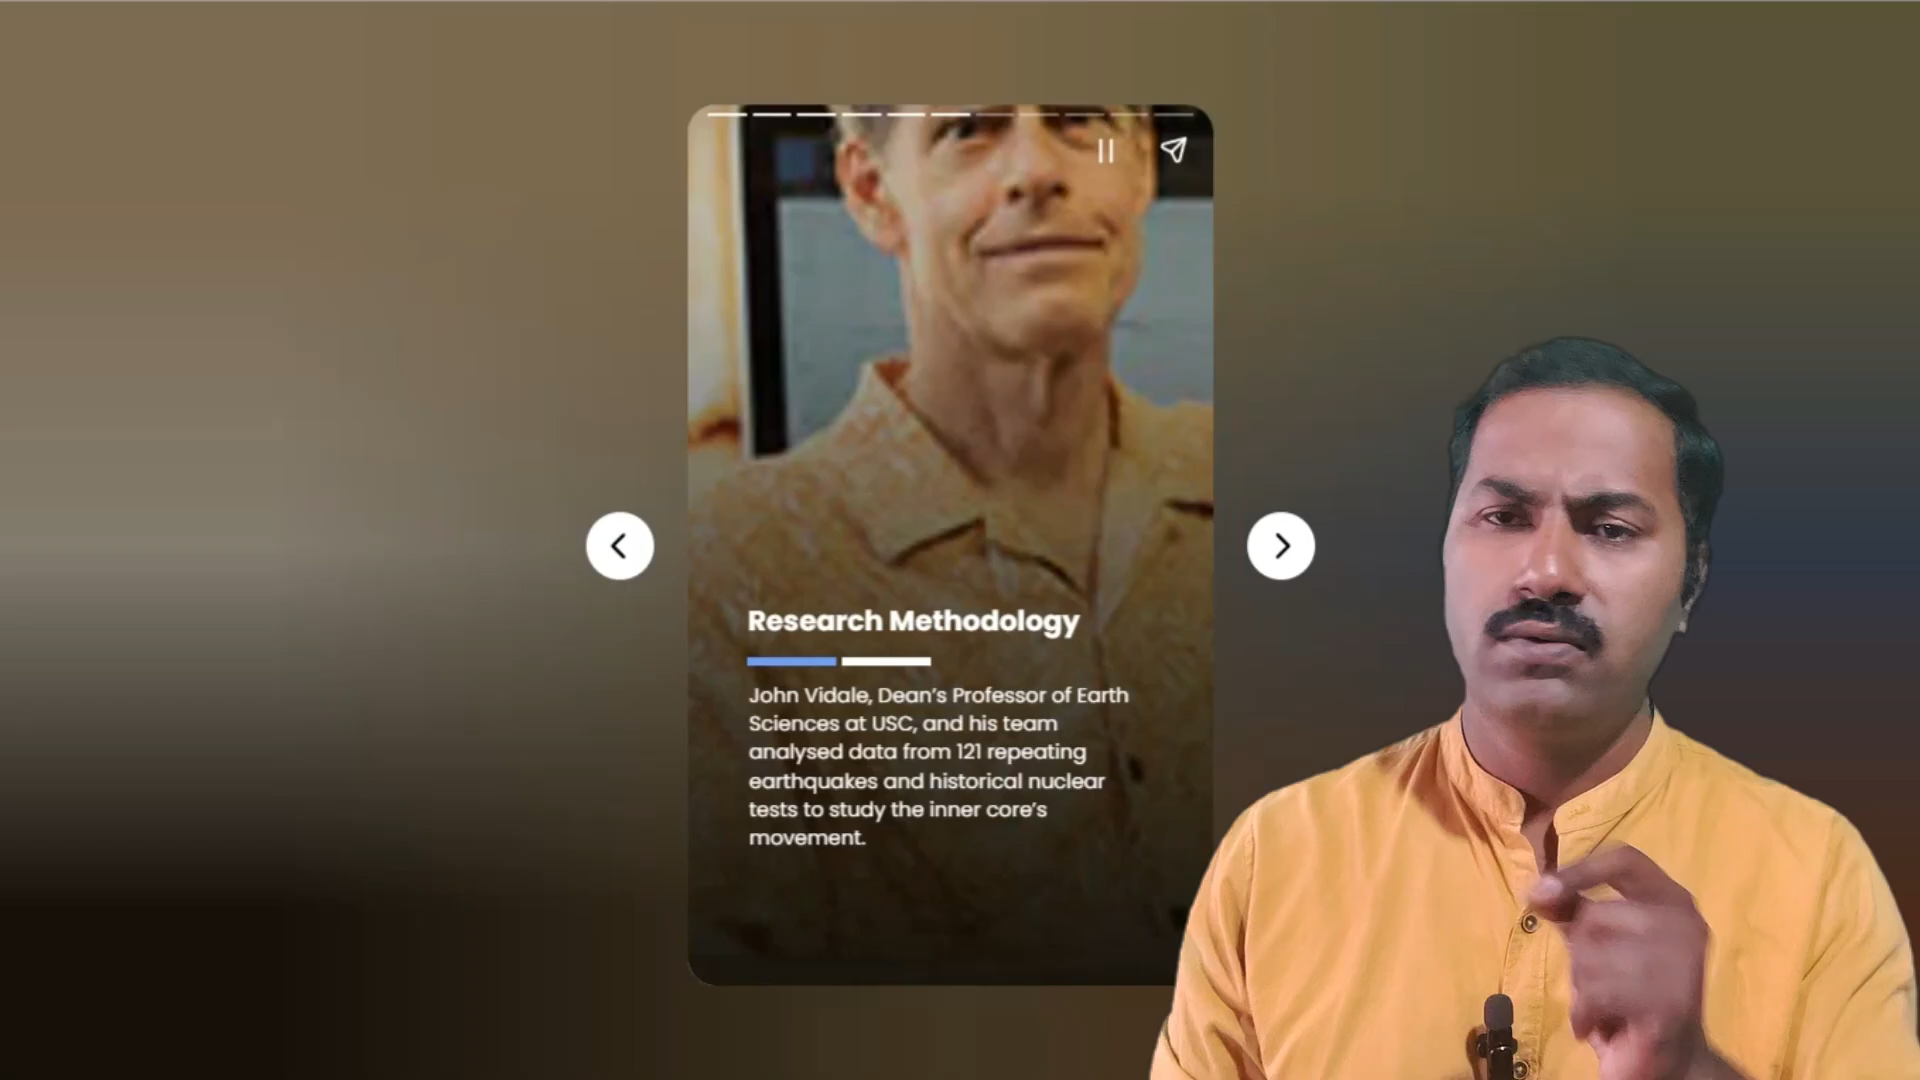 Research Methodology
John Vidale, Dean’s Professor of Earth
Sciences at USC, and his team
analysed data from 121 repeating
earthquakes and historical nuclear
tests to study the inner core’s
movement.